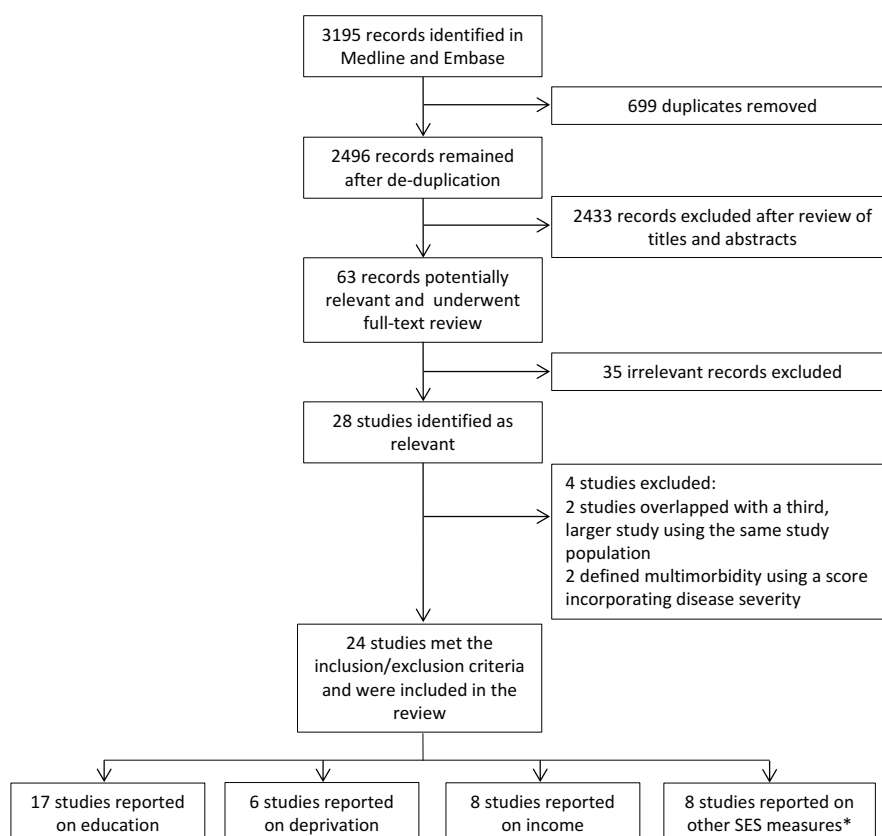 3195 records identified in
Medline and Embase
699 duplicates removed
2496 records remained
after de-duplication
2433 records excluded after review of
titles and abstracts
63 records potentially
relevant and underwent
full-text review
35 irrelevant records excluded
28 studies identified as
relevant
4 studies excluded:
2 studies overlapped with a third,
larger study using the same study
population
2 defined multimorbidity using a score
incorporating disease severity
24 studies met the
inclusion/exclusion criteria
and were included in the
review
17 studies reported
on education
6 studies reported
on deprivation
8 studies reported
on income
8 studies reported on
other SES measures*